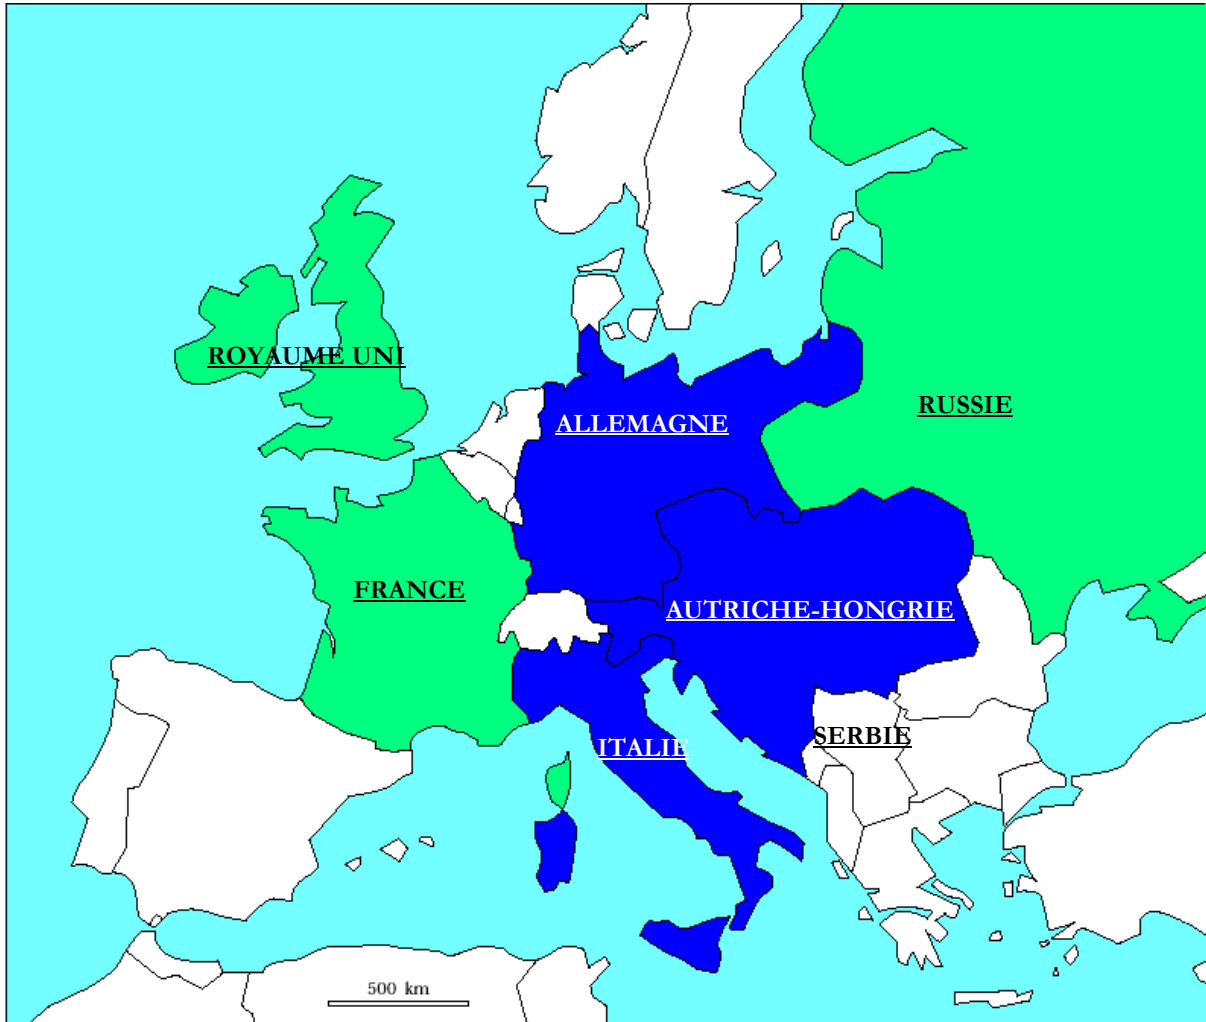 ROYAUME UNI
RUSSIE
ALLEMAGNE
FRANCE
AUTRICHE-HONGRIE
SERBIE
ITALIE
500 km